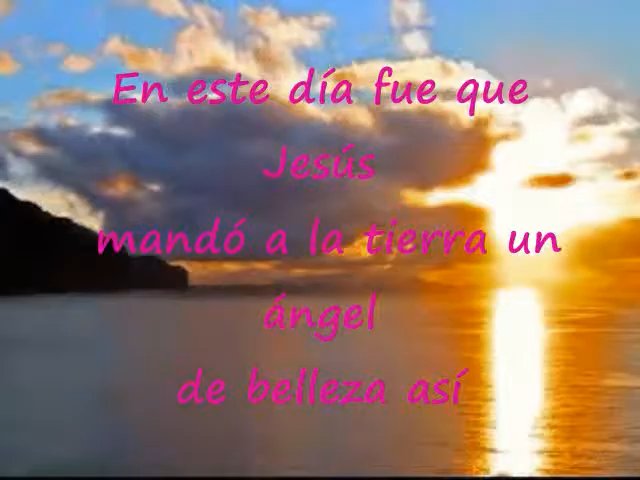 En este día fue que
Jesús
mandó a la tierra un
ángel
de belleza así